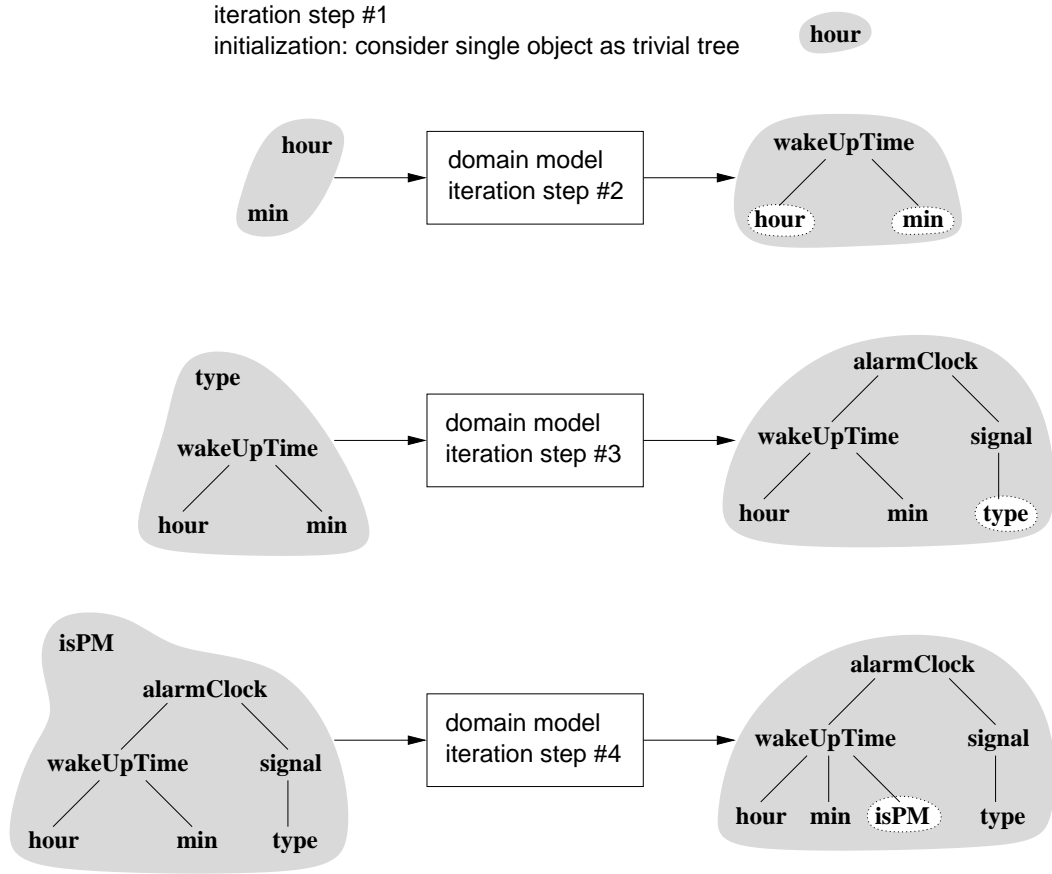 iteration step #1
initialization: consider single object as trivial tree
hour
hour
min
domain model
iteration step #2
wakeUpTime
hour min
type
wakeUpTime
hour min
domain model
iteration step #3
alarmClock
wakeUpTime signal
hour min type
isPM
alarmClock
wakeUpTime signal
hour min type
domain model
iteration step #4
alarmClock
wakeUpTime signal
hour min isPM type